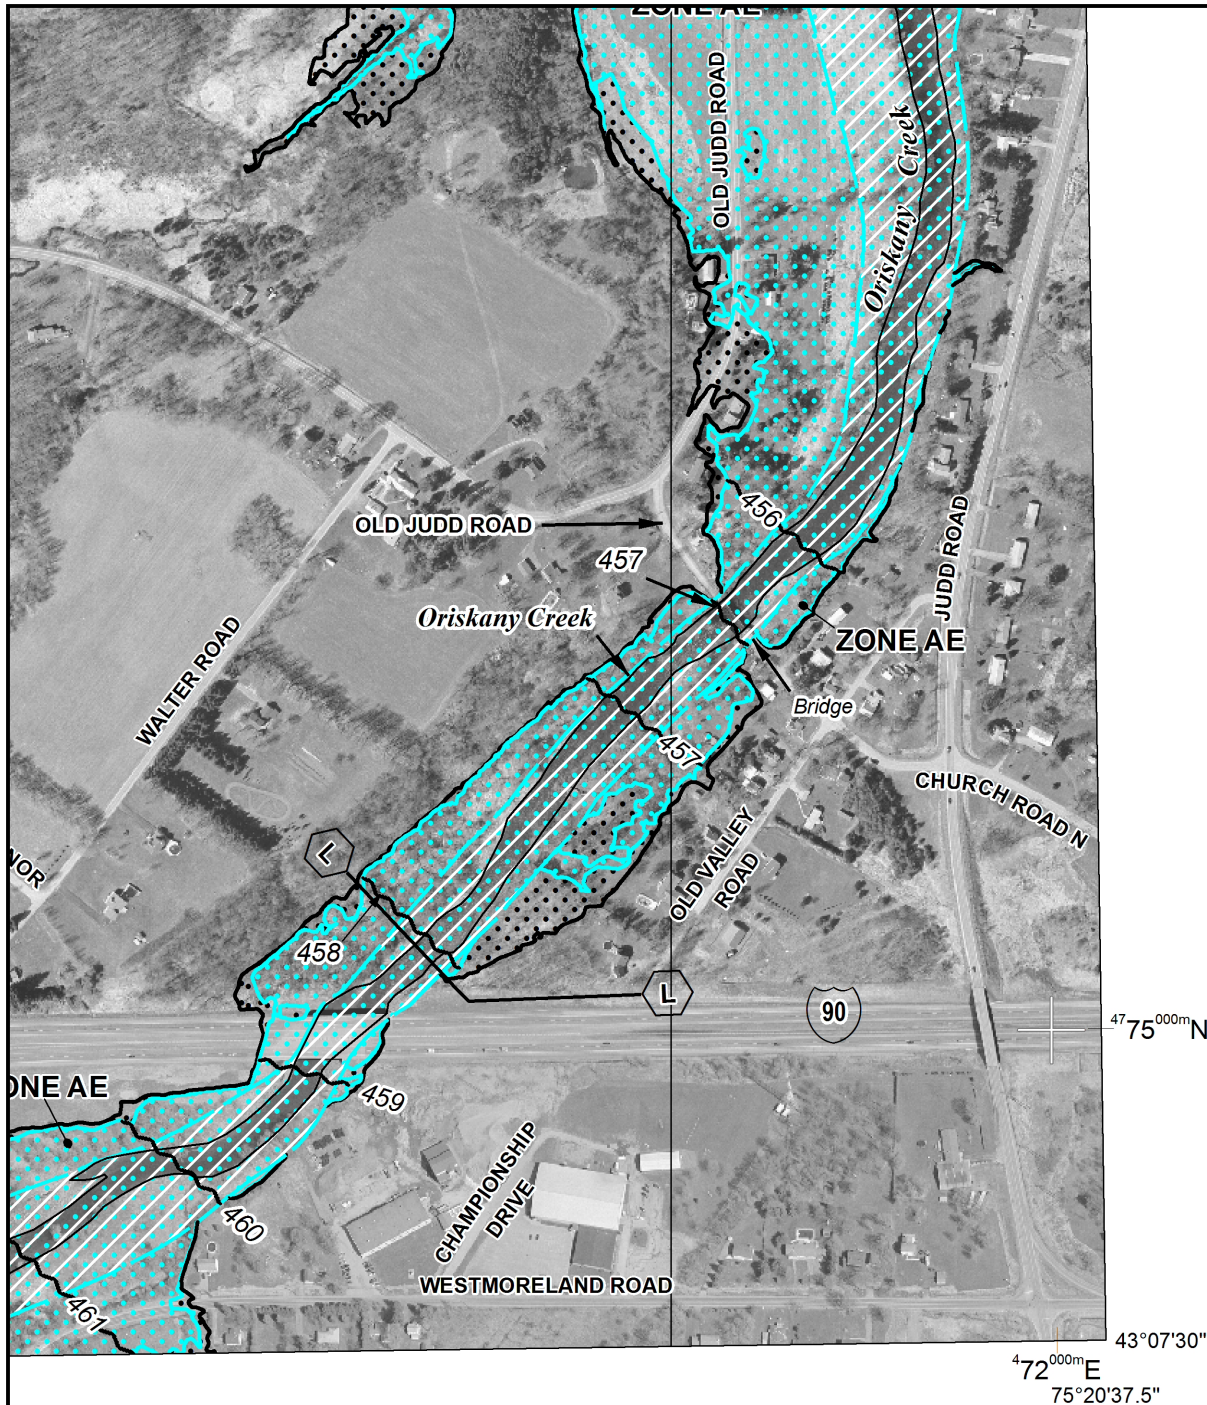 ZONE AE
OLD JUDD ROAD
Oriskany Creek
456
OLD JUDD ROAD
457
JUDD ROAD
Oriskany Creek
ZONE AE
WALTER ROAD
Bridge
457
CHURCH ROAD N
OLD VALLEY
ROAD
L
NOR
458
L
90
4775000m N
ONE AE
459
CHAMPIONSHIP
DRIVE
460
WESTMORELAND ROAD
461
43°07'30"
472000m E
75°20'37.5"